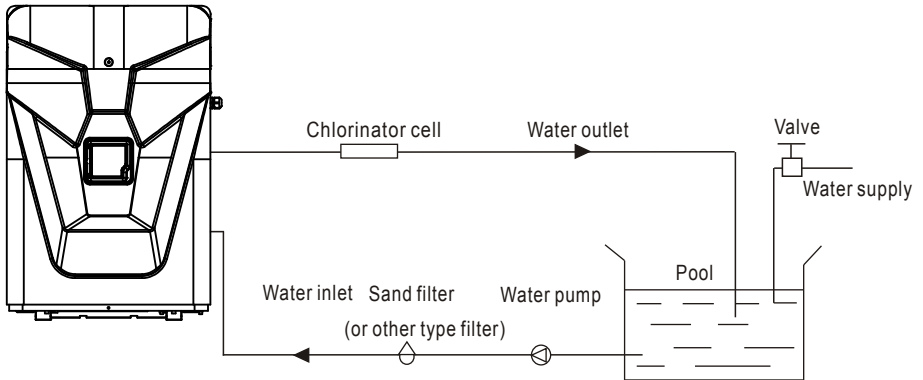 Chlorinator cell
Water outlet
Valve
Water supply
Pool
Water inlet
Sand filter
(or other type filter)
Water pump